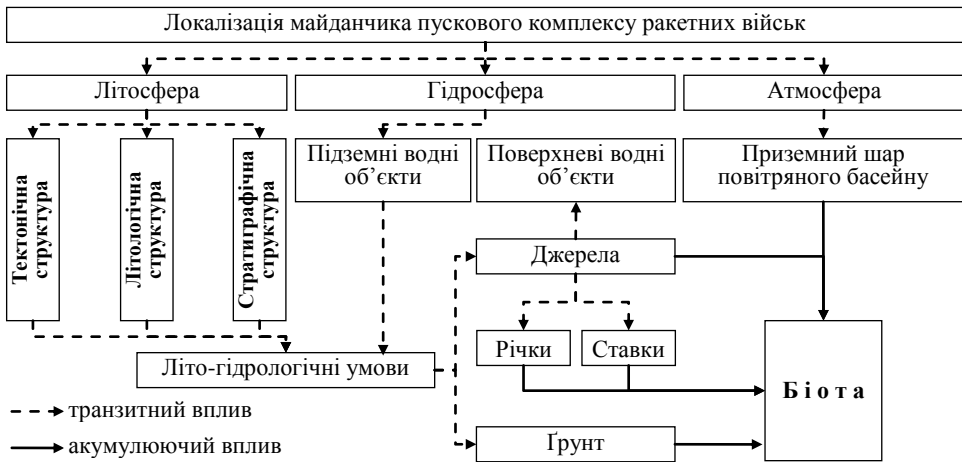 Локалізація майданчика пускового комплексу ракетних військ
Літосфера
Гідросфера
Атмосфера
Тектонічна
структура
Літологічна
структура
Стратиграфічна
структура
Підземні водні
об’єкти
Поверхневі водні
об’єкти
Приземний шар
повітряного басейну
Джерела
Річки
Ставки
Літо-гідрологічні умови
Б і о т а
Ґрунт
транзитний вплив
акумулюючий вплив